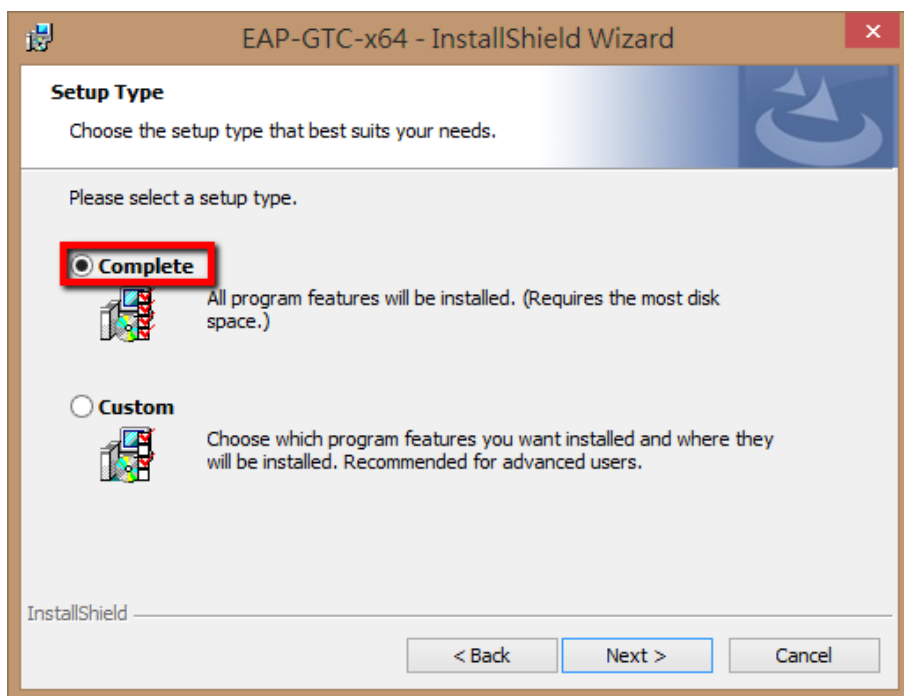 EAP-GTC-x64 - InstallShield Wizard
Setup Type
Choose the setup type that best suits your needs.
Please select a setup type.
Complete
All program features will be installed. (Requires the most disk
space.)
Custom
Choose which program features you want installed and where they
will be installed. Recommended for advanced users.
InstallShield
< Back
Next >
Cancel